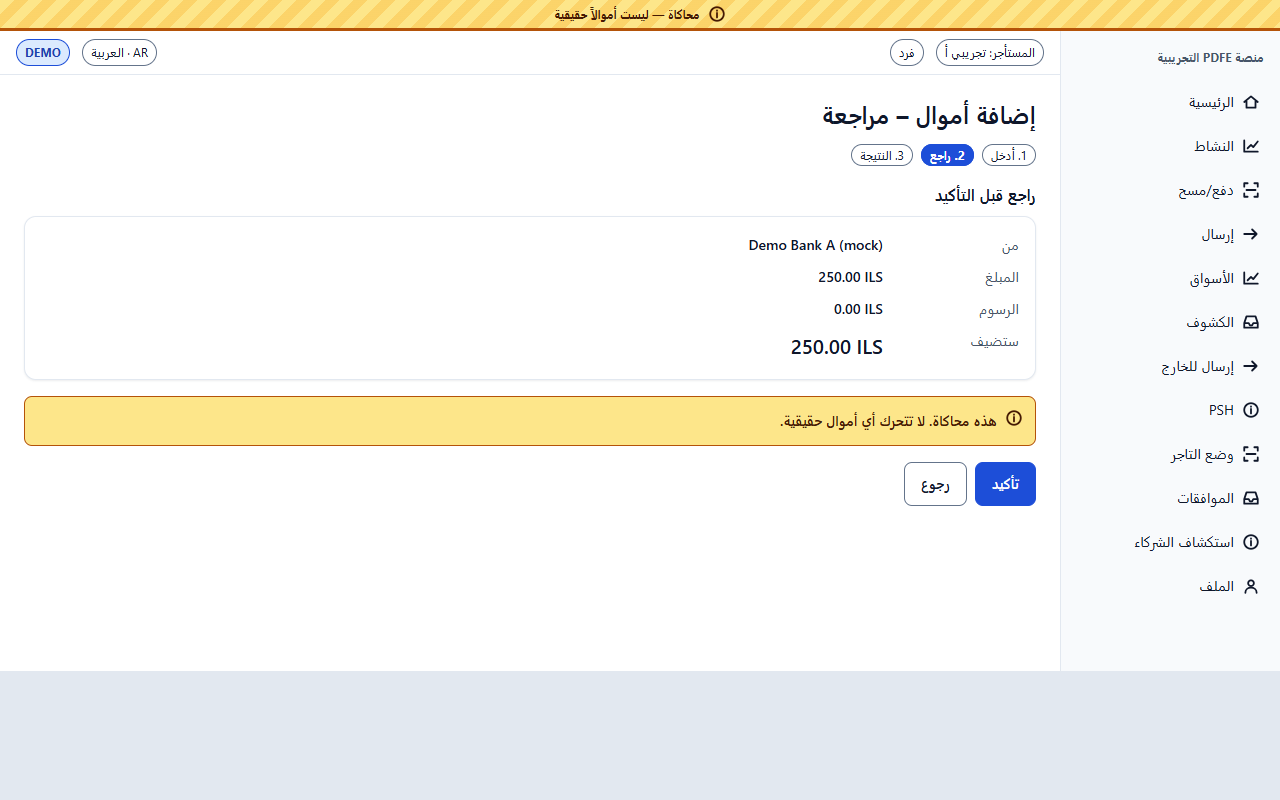 محاكاة — ليست أموالاً حقيقية
منصة PDFE التجريبية
الرئيسية
النشاط
دفع/مسح
إرسال
الأسواق
الكشوف
إرسال للخارج
PSH
وضع التاجر
الموافقات
استكشاف الشركاء
الملف
المستأجر: تجريبي أ
فرد
AR · العربية
DEMO
إضافة أموال – مراجعة
1. أدخل
2. راجع
3. النتيجة
راجع قبل التأكيد
من Demo Bank A (mock)
المبلغ 250.00 ILS
الرسوم 0.00 ILS
ستضيف 250.00 ILS
هذه محاكاة. لا تتحرك أي أموال حقيقية.
تأكيد
رجوع